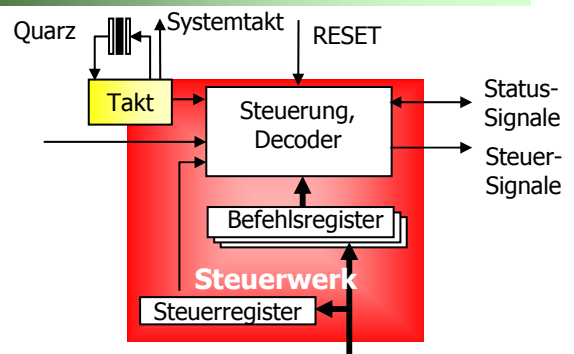 Quarz
Systemtakt
RESET
Takt
Steuerung,
Decoder
Status-
Signale
Steuer-
Signale
Befehlsregister
Steuerwerk
Steuerregister